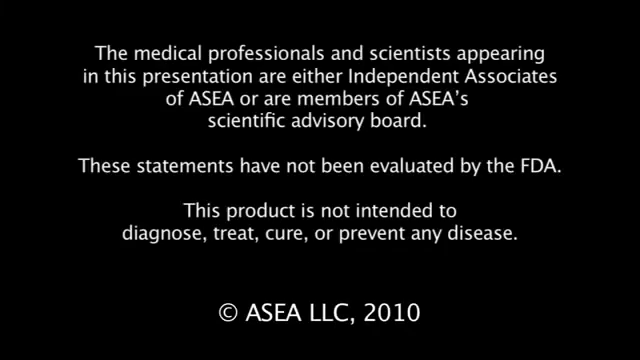 The medical professionals and scientists appearing
in this presentation are either Independent Associates
of ASEA or are members of ASEA's
scientific advisory board.
These statements have not been evaluated by the FDA.
This product is not intended to
diagnose, treat, cure, or prevent any disease.
© ASEA LLC, 2010